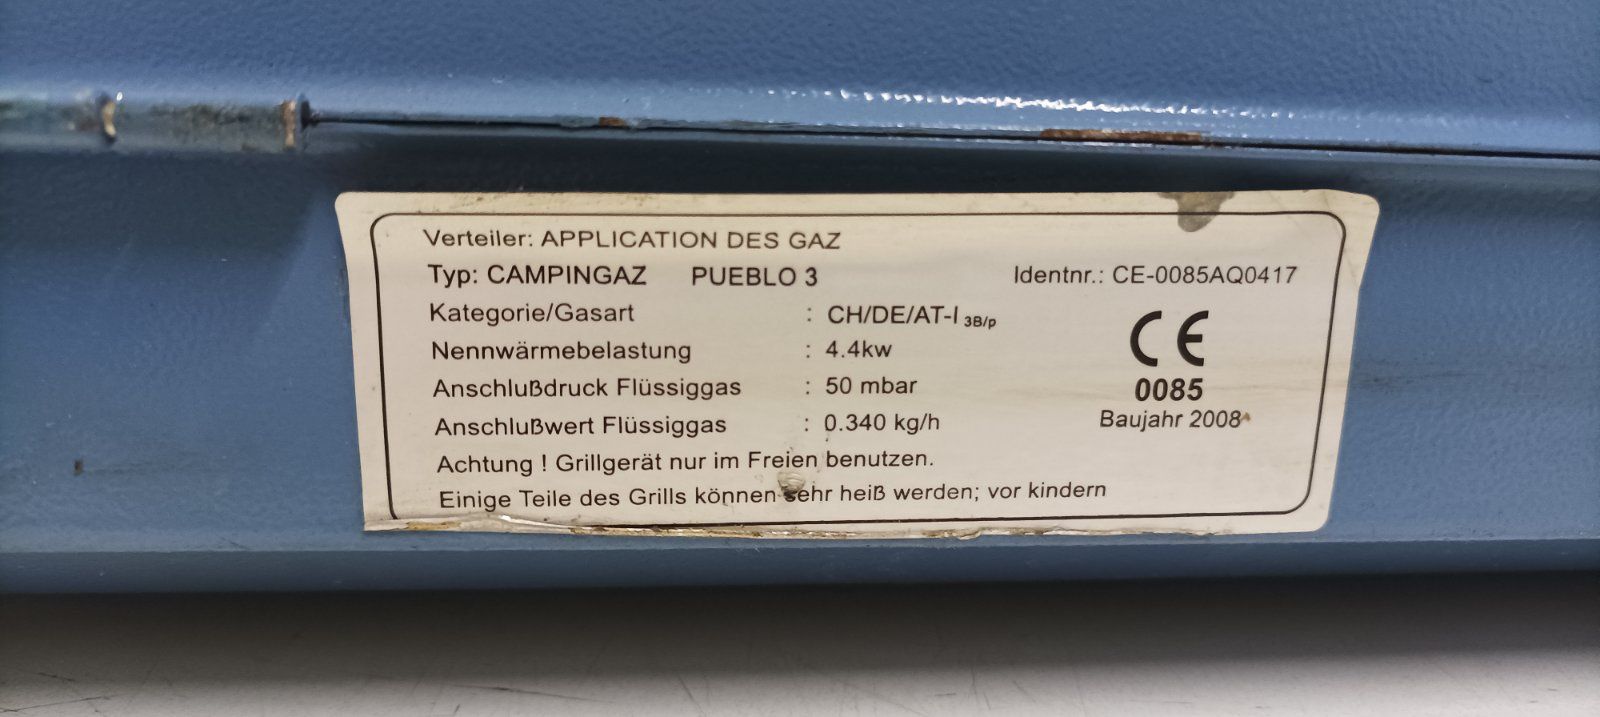 Verteiler: APPLICATION DES GAZ
Typ: CAMPINGAZ PUEBLO 3 Identnr.: CE-0085AQ0417
Kategorie/Gasart : CH/DE/AT-I 3B/p
Nennwärmebelastung : 4.4kw
Anschlußdruck Flüssiggas : 50 mbar
Anschlußwert Flüssiggas : 0.340 kg/h
Achtung ! Grillgerät nur im Freien benutzen.
Einige Teile des Grills können sehr heiß werden; vor kindern
CE
0085
Baujahr 2008